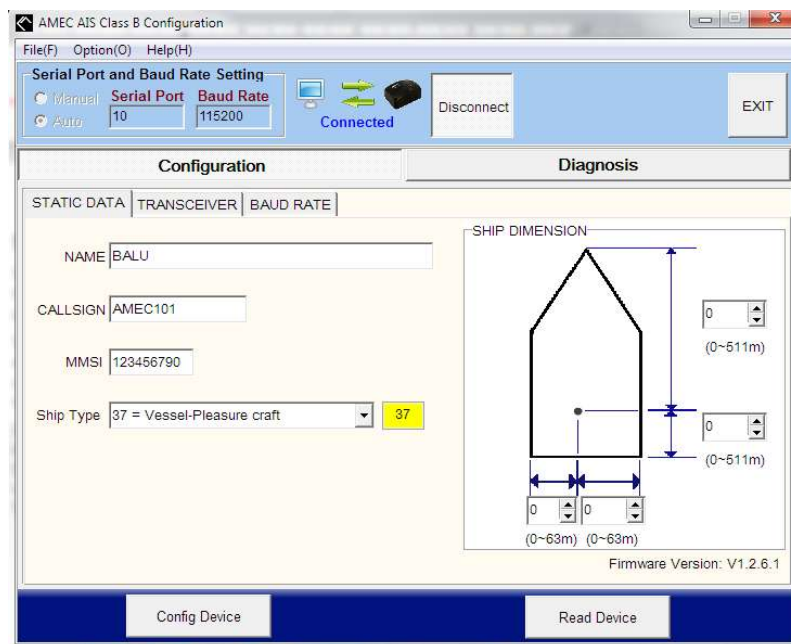 AMEC AIS Class B Configuration
File(F) Option(O) Help(H)
Serial Port and Baud Rate Setting
Manual Serial Port Baud Rate
Auto 10 115200
Connected
Disconnect
EXIT
Configuration Diagnosis
STATIC DATA TRANSCEIVER BAUD RATE
NAME BALU
CALLSIGN AMEC101
MMSI 123456790
Ship Type 37 = Vessel-Pleasure craft 37
SHIP DIMENSION
0
(0~511m)
0
(0~511m)
0 0
(0~63m) (0~63m)
Firmware Version: V1.2.6.1
Config Device Read Device